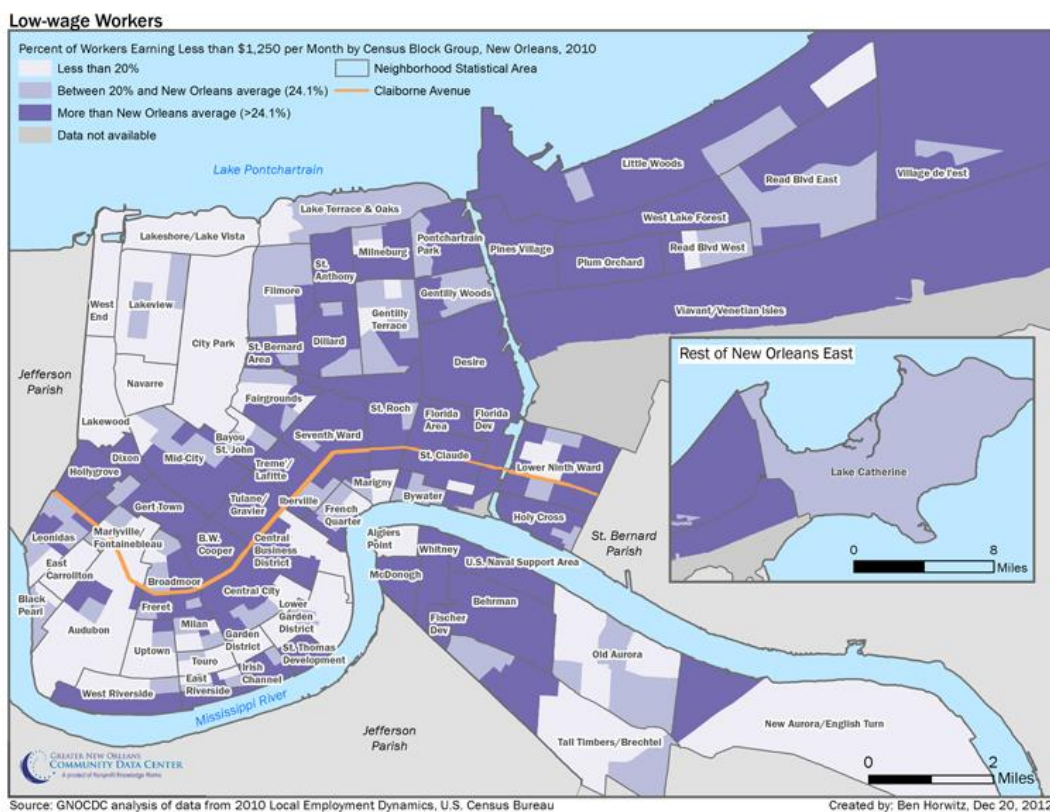 Low-wage Workers
Percent of Workers Earning Less than $1,250 per Month by Census Block Group, New Orleans, 2010
Less than 20%
Neighborhood Statistical Area
Between 20% and New Orleans average (24.1%)
Claiborne Avenue
More than New Orleans average (>24.1%)
Data not available
Lake Pontchartrain
Little Woods
Read Blvd East
Village de l'est
Lake Terrace & Oaks
West Lake Forest
Lakeshore/Lake Vista
Pontchartrain
Park
Milneburg
Pines Village
Read Blvd West
Plum Orchard
St.
Anthony
Filmore
Gentilly Woods
West
End
Lakeview
Gentilly
Terrace
Viavant/Venetian Isles
City Park
Dillard
St. Bernard
Area
Desire
Rest of New Orleans East
Jefferson
Parish
Navarre
Fairgrounds
St. Roch
Florida
Area
Florida
Dev
Lakewood
Bayou
St. John
Seventh Ward
Dixon
Mid-City
St. Claude
Lower Ninth Ward
Hollygrove
Treme/
Lafitte
Lake Catherine
Marigny
Bywater
Gert Town
Tulane/
Gravier
Iberville
French
Quarter
Holy Cross
Leonidas
Marlyville/
Fontainebleau
B.W.
Cooper
Central
Business
District
Algiers
Point
Whitney
St. Bernard
Parish
0
8
Miles
East
Carrollton
U.S. Naval Support Area
McDonogh
Broadmoor
Central City
Behrman
Black
Pearl
Freret
Lower
Garden
District
Fischer
Dev
Audubon
Milan
Garden
District
St. Thomas
Development
Uptown
Touro
Irish
Channel
Old Aurora
West Riverside
East
Riverside
Mississippi River
New Aurora/English Turn
Jefferson
Parish
Tall Timbers/Brechtel
GREATER NEW ORLEANS
COMMUNITY DATA CENTER
A product of Nonprofit Knowledge Works
0
2
Miles
Source: GNOCDC analysis of data from 2010 Local Employment Dynamics, U.S. Census Bureau
Created by: Ben Horwitz, Dec 20, 2012